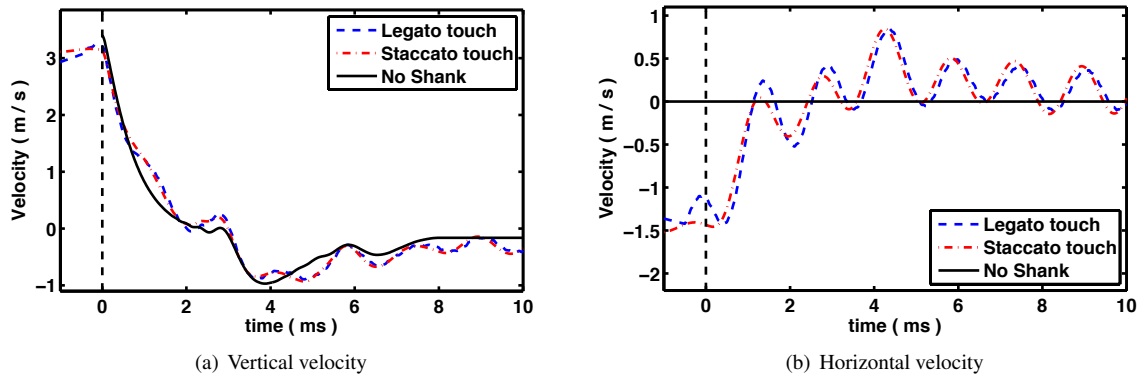 Legato touch
Staccato touch
No Shank
3
2
1
0
−1
0
2
4
6
8
10
Velocity ( m / s )
time ( ms )
(a) Vertical velocity
1
0.5
0
−0.5
−1
−1.5
−2
0
2
4
6
8
10
Velocity ( m / s )
Legato touch
Staccato touch
No Shank
time ( ms )
(b) Horizontal velocity